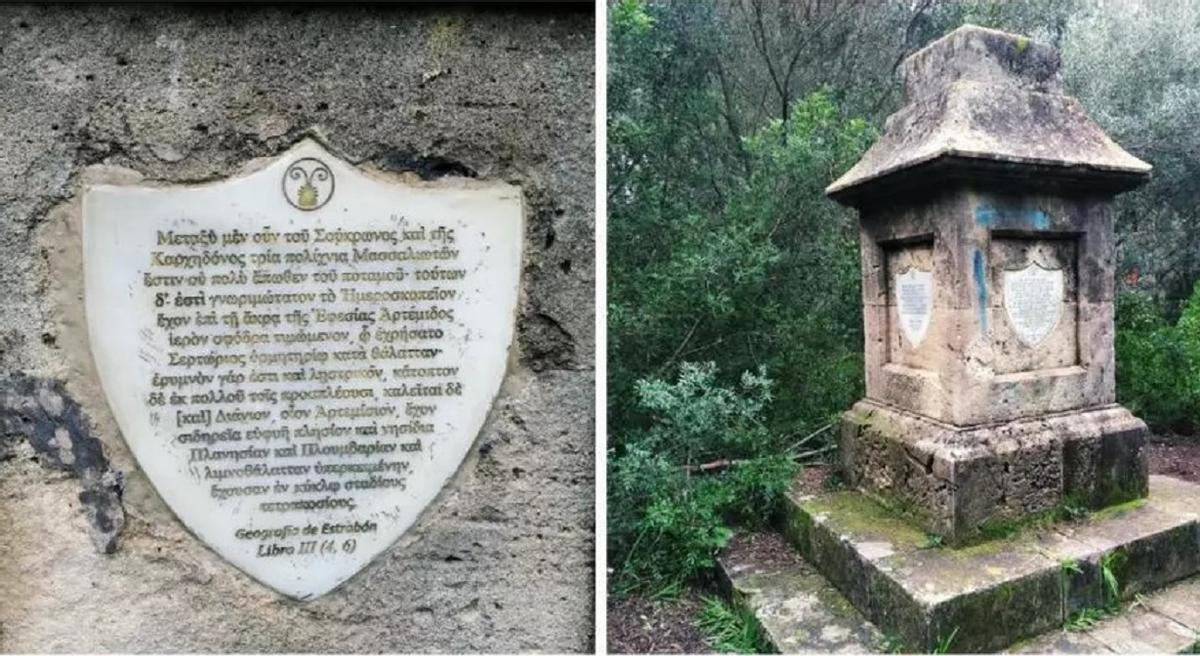 Μεταξὺ μὲν οὖν τοῦ Σούκρωνος καὶ τῆς
Καρχηδόνος τρία πολίχνια Μασσαλιωτῶν
ἔστιν οὐ πολὺ ἄπωθεν τοῦ ποταμοῦ· τούτων
δ' ἐστὶ γνωριμώτατον τὸ Ἡμεροσκοπεῖον
ἔχον ἐπὶ τῇ ἄκρᾳ τῆς Ἐφεσίας Ἀρτέμιδος
ἱερὸν σφόδρα τιμώμενον, ᾧ ἐχρήσατο
Σερτώριος ὁρμητηρίῳ κατὰ θάλατταν·
ἐρυμνὸν γάρ ἐστι καὶ λῃστρικόν, κάτοπτον
δὲ ἐκ πολλοῦ τοῖς προσπλέουσι, καλεῖται δὲ
[καὶ] Διάνιον, οἷον Ἀρτεμίσιον, ἔχον
σιδηρεῖα εὐφυῆ πλησίον καὶ νησίδια
Πλανησίαν καὶ Πλουμβαρίαν καὶ
λιμνοθάλατταν ὑπερκειμένην,
ἔχουσαν ἐν κύκλῳ σταδίους
τετρακοσίους.
Geografía de Estrabón
Libro III (4, 6)